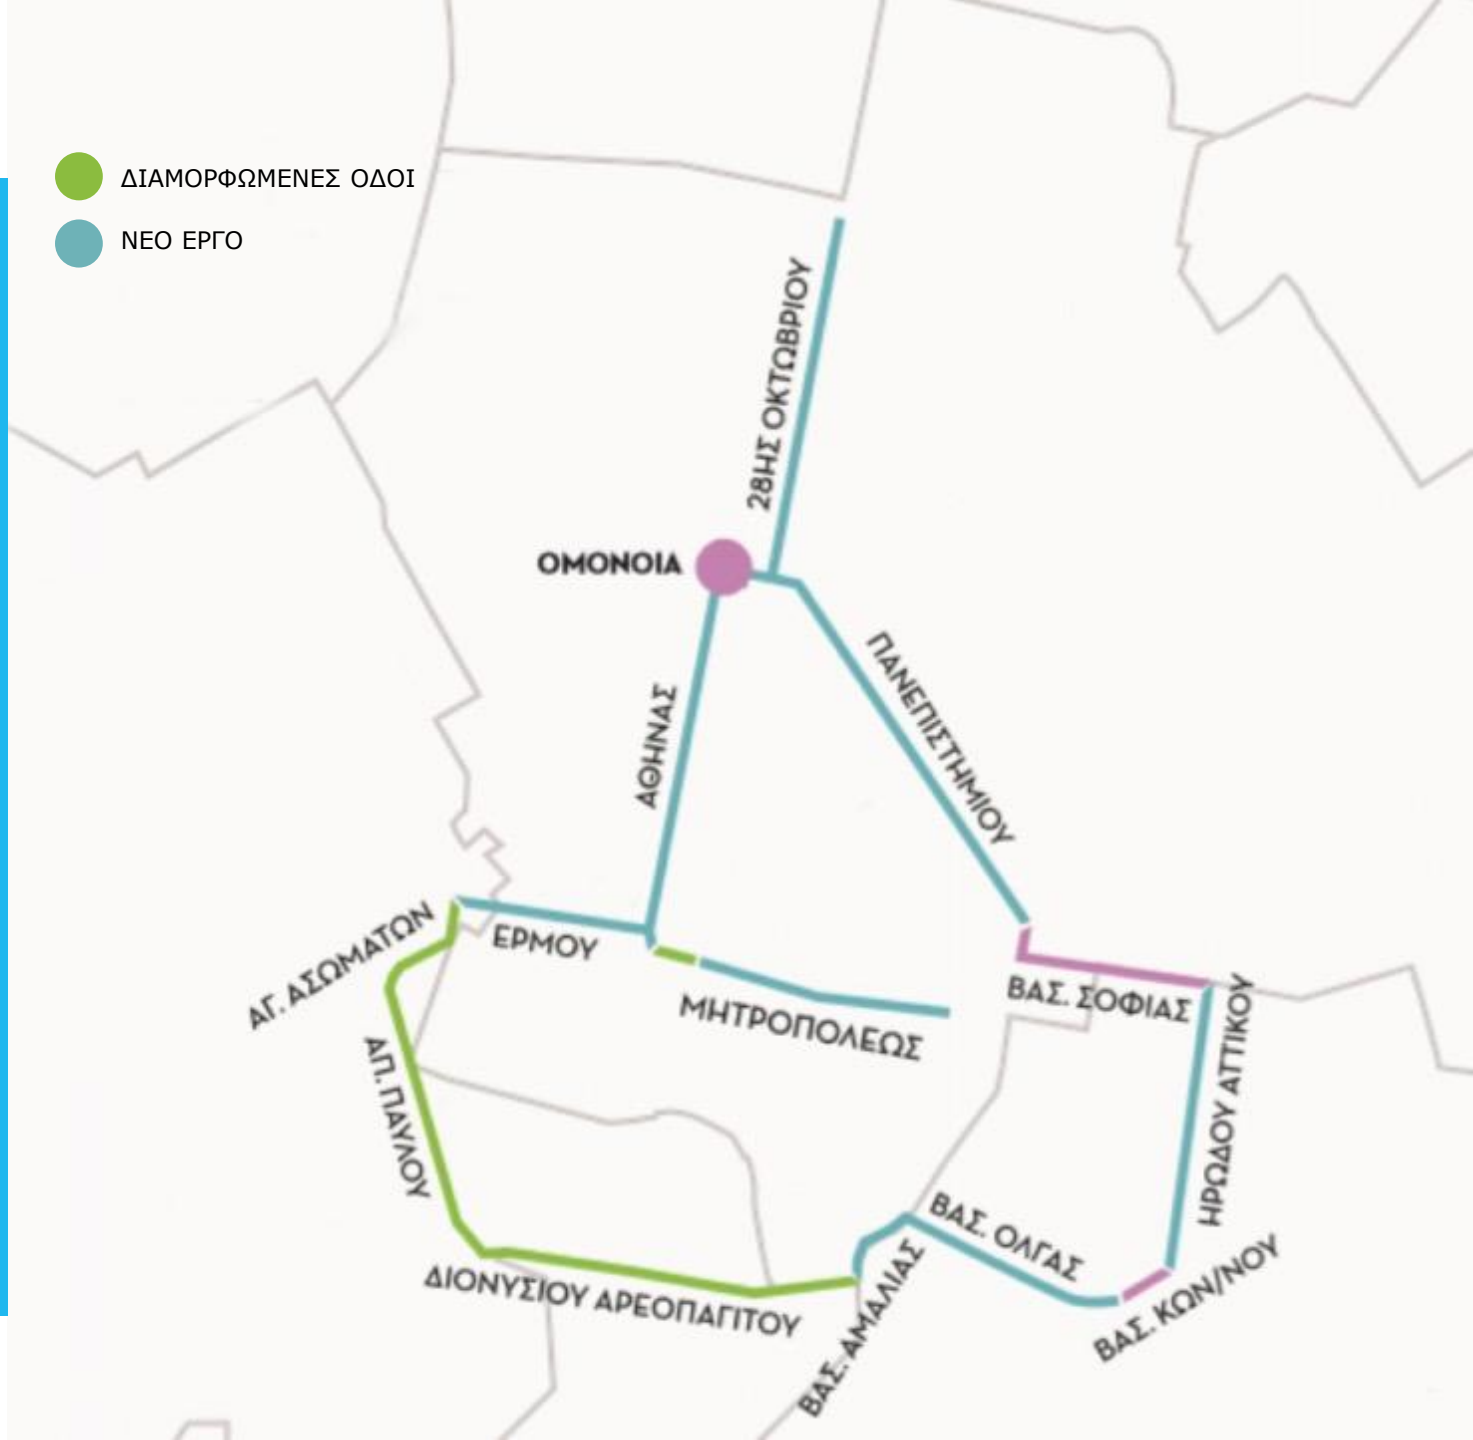 ΔΙΑΜΟΡΦΩΜΕΝΕΣ ΟΔΟΙ
ΝΕΟ ΕΡΓΟ
28ΗΣ ΟΚΤΩΒΡΙΟΥ
ΟΜΟΝΟΙΑ
ΠΑΝΕΠΙΣΤΗΜΙΟΥ
ΑΘΗΝΑΣ
ΑΓ. ΑΣΩΜΑΤΩΝ
ΕΡΜΟΥ
ΜΗΤΡΟΠΟΛΕΩΣ
ΒΑΣ. ΣΟΦΙΑΣ
ΗΡΩΔΟΥ ΑΤΤΙΚΟΥ
ΑΠ. ΠΑΥΛΟΥ
ΒΑΣ. ΟΛΓΑΣ
ΔΙΟΝΥΣΙΟΥ ΑΡΕΟΠΑΓΙΤΟΥ
ΒΑΣ. ΑΜΑΛΙΑΣ
ΒΑΣ. ΚΩΝ/ΝΟΥ